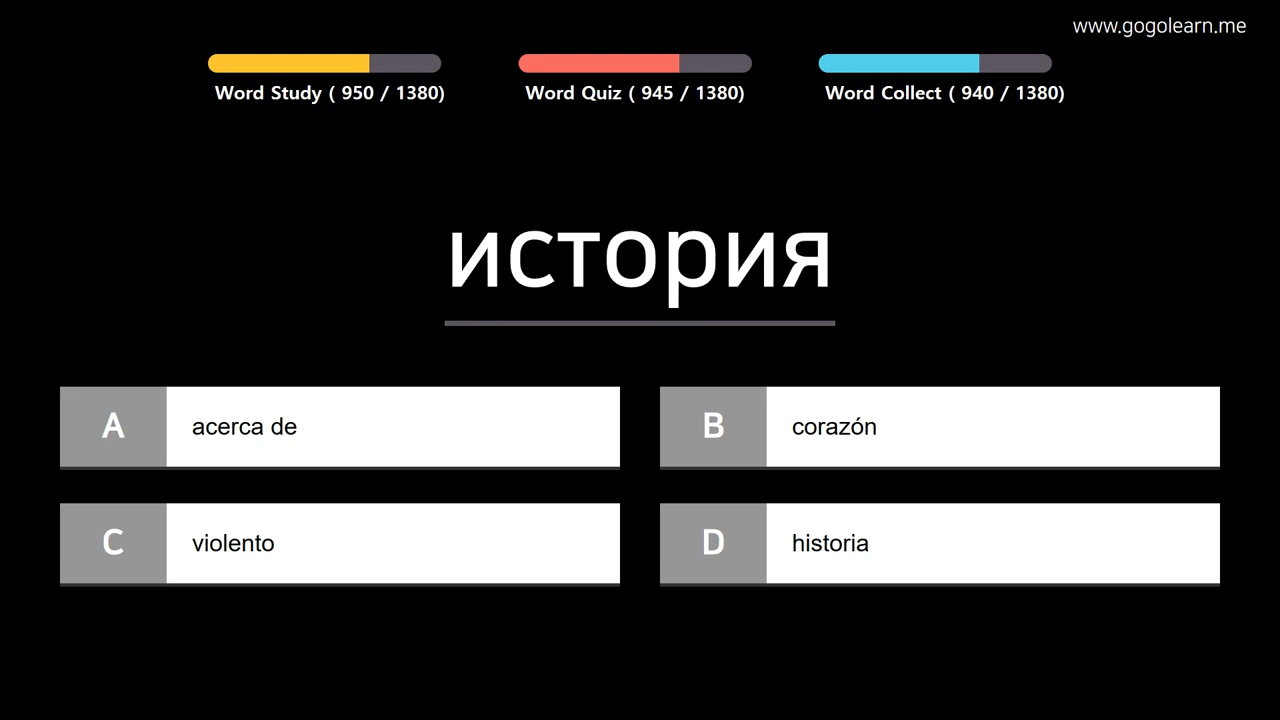 www.gogolearn.me
Word Study ( 950 / 1380)
Word Quiz ( 945 / 1380)
Word Collect ( 940 / 1380)
история
A acerca de
B corazón
C violento
D historia